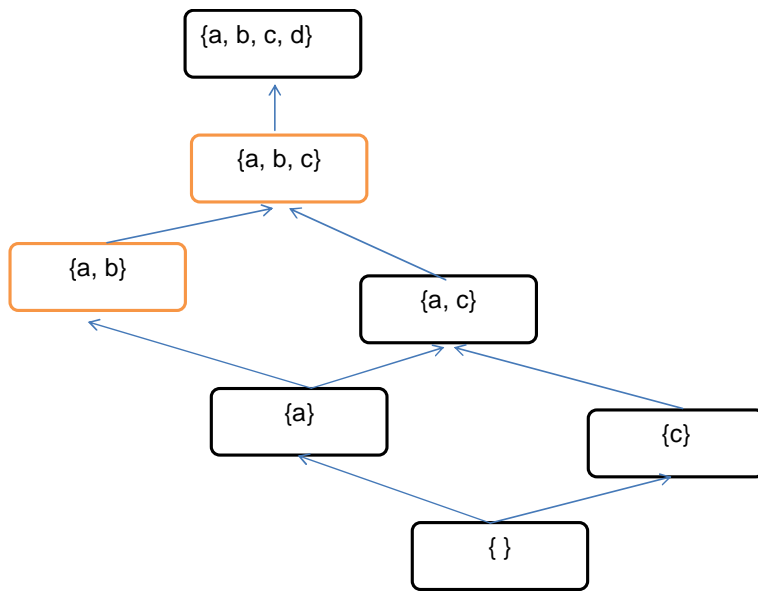 {a, b, c, d}
{a, b, c}
{a, b}
{a, c}
{a}
{c}
{ }